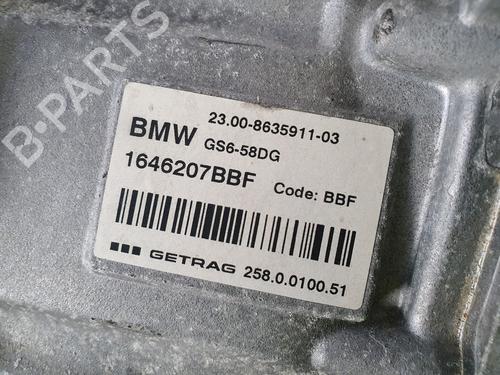 B-PARTS
23.00-8635911-03
BMW GS6-58DG
1646207BBF Code: BBF
GETRAG 258.0.0100.51